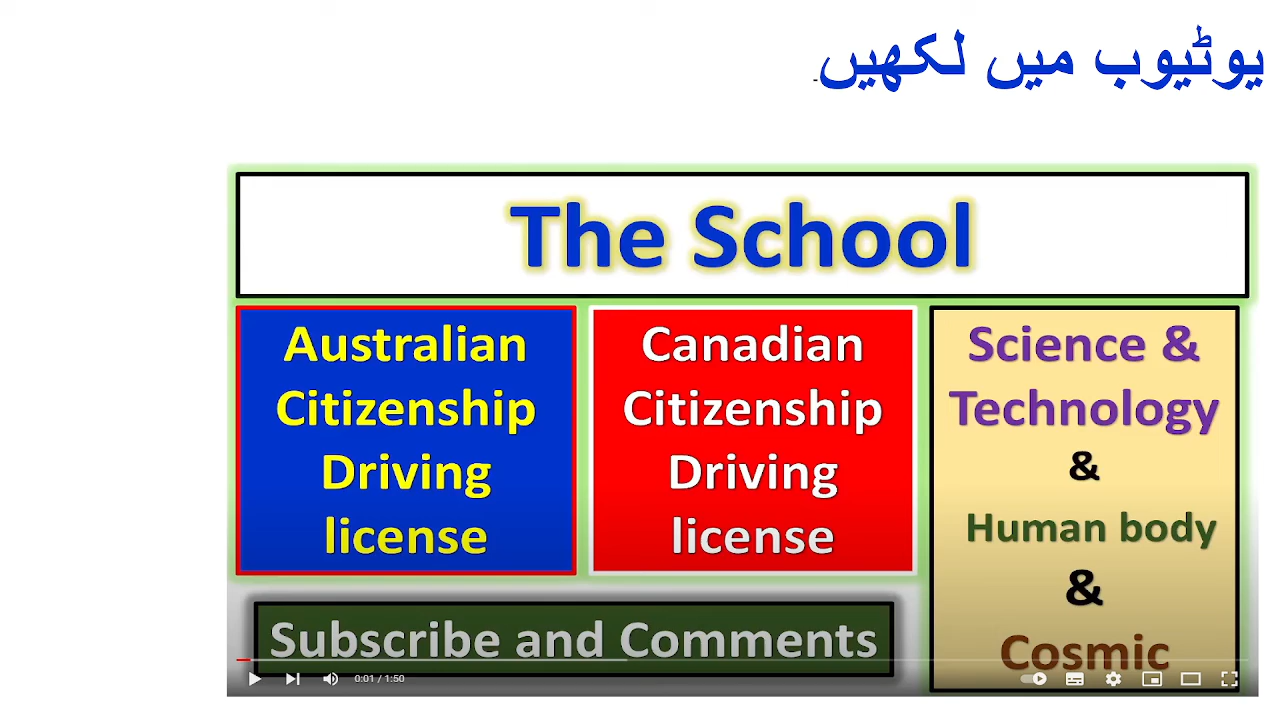 یوٹیوب میں لکھیں۔
The School
Australian
Citizenship
Driving
license
Canadian
Citizenship
Driving
license
Science &
Technology
&
Human body
&
Cosmic
Subscribe and Comments
0:01 / 1:50